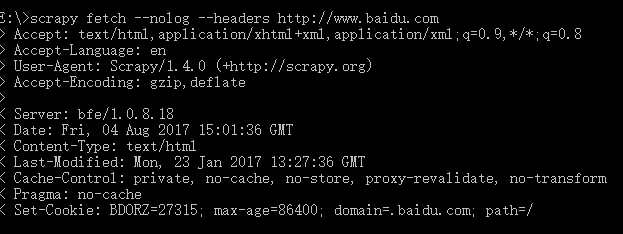 E:\>scrapy fetch --nolog --headers http://www.baidu.com
> Accept: text/html,application/xhtml+xml,application/xml;q=0.9,*/*;q=0.8
> Accept-Language: en
> User-Agent: Scrapy/1.4.0 (+http://scrapy.org)
> Accept-Encoding: gzip,deflate
>
< Server: bfe/1.0.8.18
< Date: Fri, 04 Aug 2017 15:01:36 GMT
< Content-Type: text/html
< Last-Modified: Mon, 23 Jan 2017 13:27:36 GMT
< Cache-Control: private, no-cache, no-store, proxy-revalidate, no-transform
< Pragma: no-cache
< Set-Cookie: BDORZ=27315; max-age=86400; domain=.baidu.com; path=/